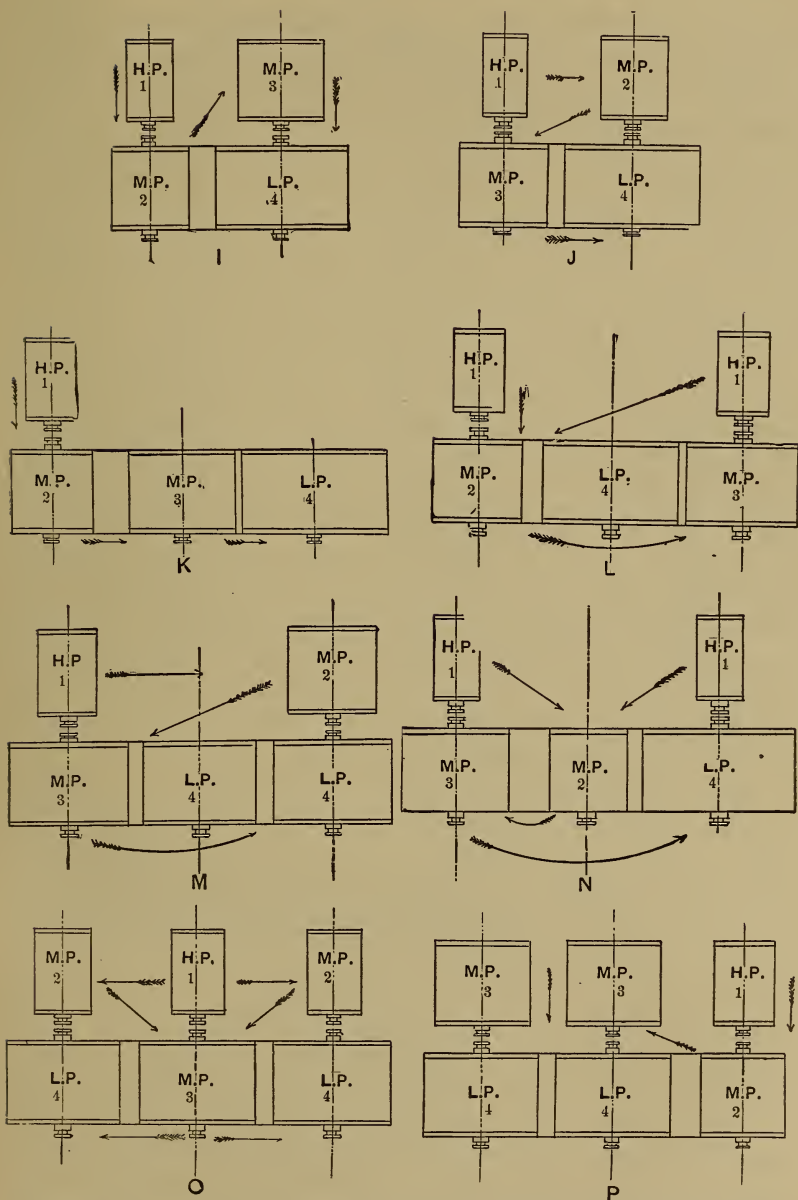 H.P. M.P.
1 3
M.P. L.P.
2 4
I
H.P. M.P.
1 2
M.P. L.P.
3 4
J
H.P.
1
M.P. M.P. L.P.
2 3 4
K
H.P. H.P.
1 1
M.P. L.P. M.P.
2 4 3
L
H.P M.P.
1 2
M.P. L.P. L.P.
3 4 4
M
H.P. H.P.
1 1
M.P. M.P. L.P.
3 2 4
N
M.P. H.P. M.P.
2 1 2
L.P. M.P. L.P.
4 3 4
O
M.P. M.P. H.P.
3 3 1
L.P. L.P. M.P.
4 4 2
P